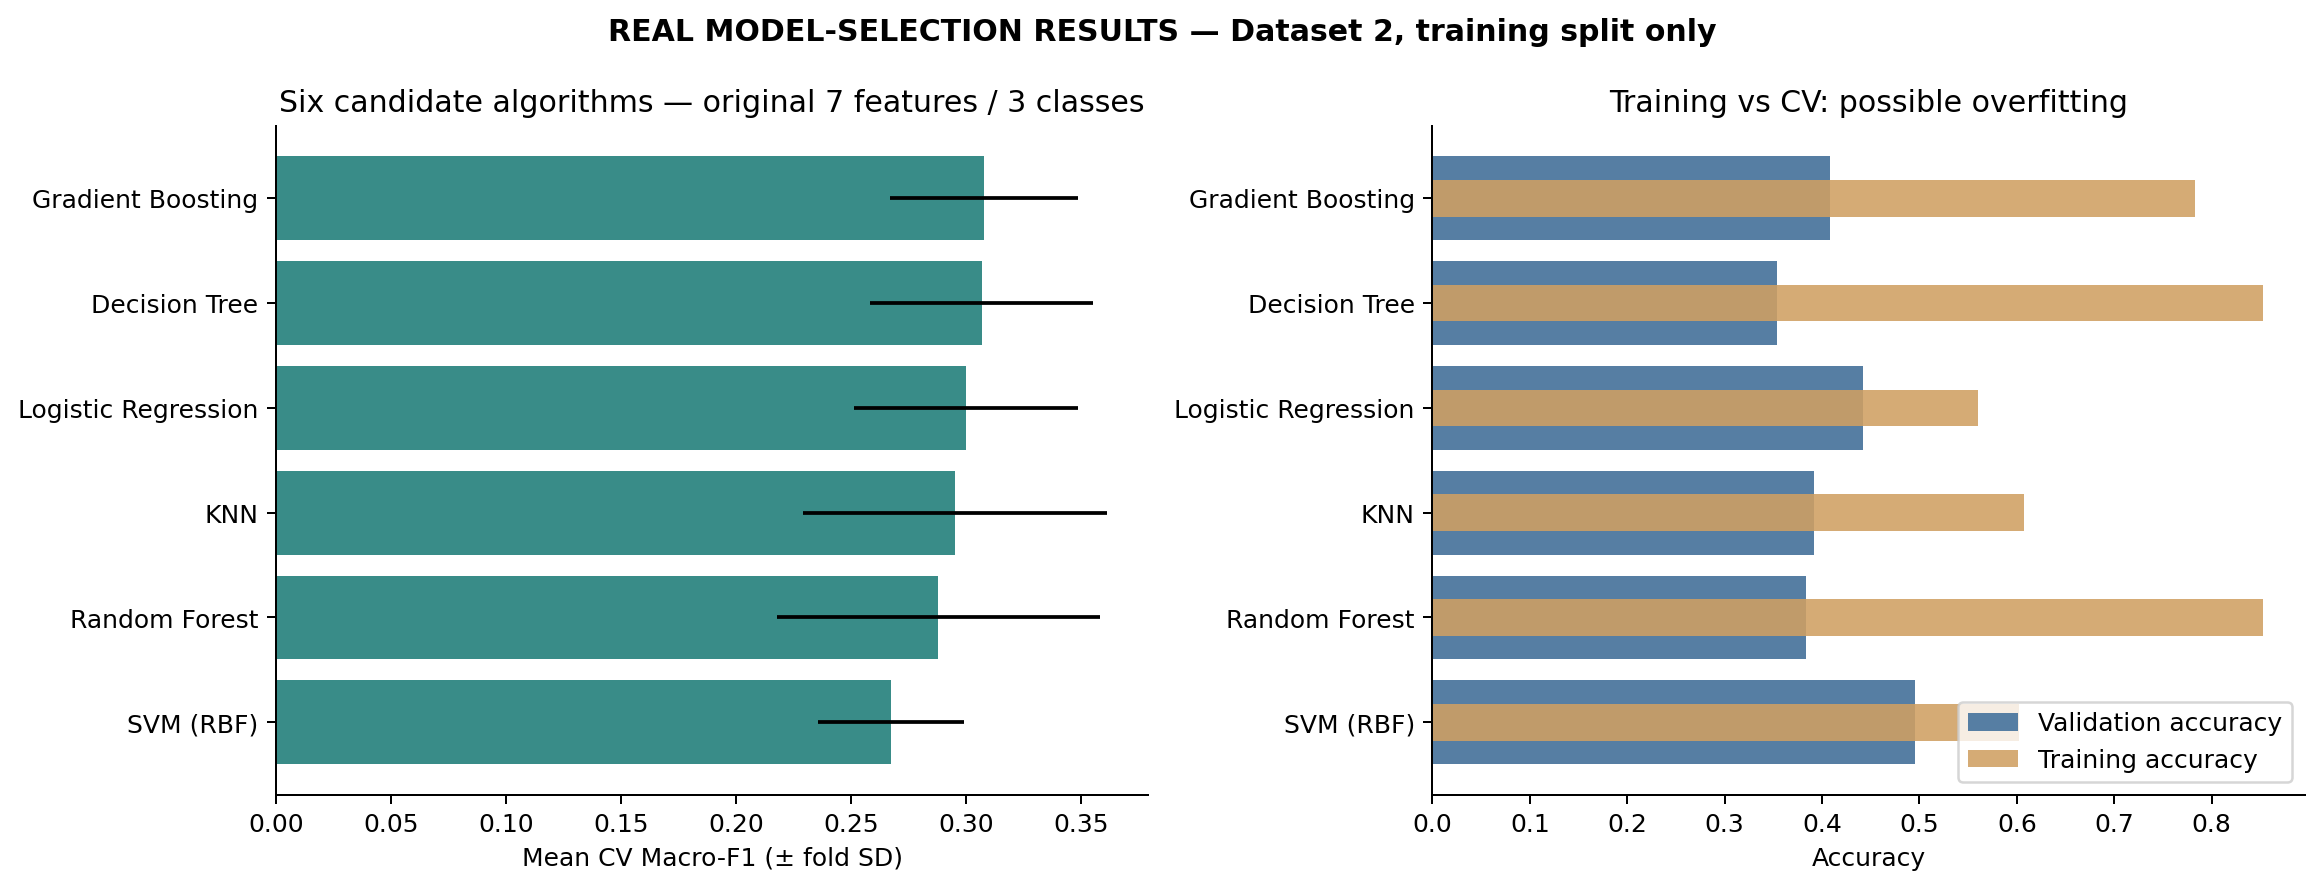 REAL MODEL-SELECTION RESULTS — Dataset 2, training split only
Six candidate algorithms — original 7 features / 3 classes
Gradient Boosting
Decision Tree
Logistic Regression
KNN
Random Forest
SVM (RBF)
0.00 0.05 0.10 0.15 0.20 0.25 0.30 0.35
Mean CV Macro-F1 (± fold SD)
Training vs CV: possible overfitting
Gradient Boosting
Decision Tree
Logistic Regression
KNN
Random Forest
SVM (RBF)
Validation accuracy
Training accuracy
0.0 0.1 0.2 0.3 0.4 0.5 0.6 0.7 0.8
Accuracy